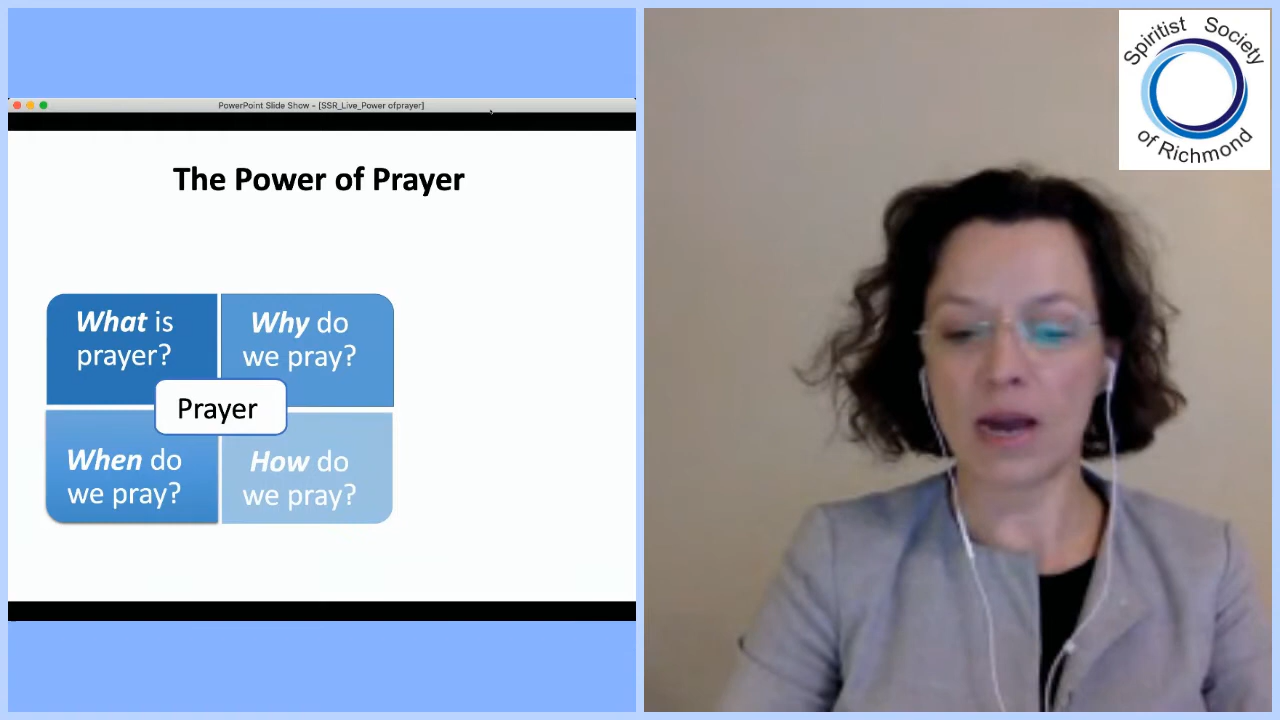 PowerPoint Slide Show - [SSR_Live_Power ofprayer]
The Power of Prayer
What is
prayer?
Why do
we pray?
Prayer
When do
we pray?
How do
we pray?
Spiritist Society
of Richmond